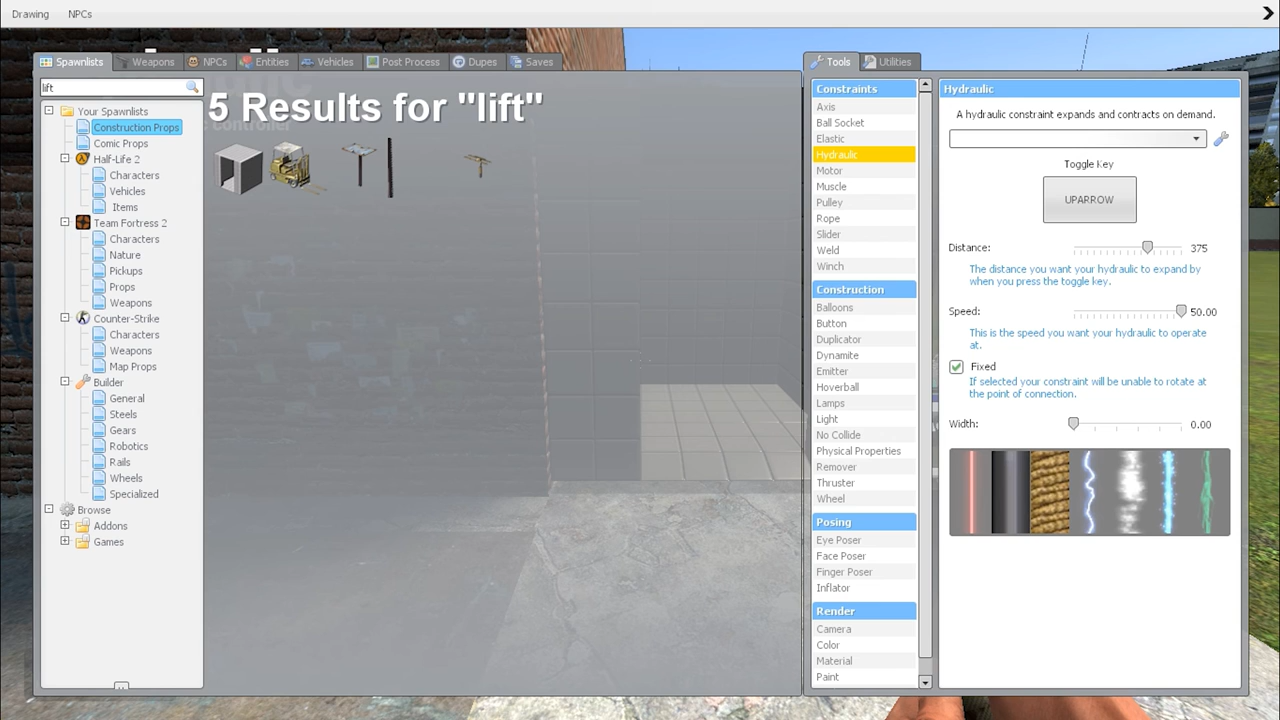 Drawing NPCs
Spawnlists Weapons NPCs Entities Vehicles Post Process Dupes Saves
lift
Your Spawnlists
Construction Props
Comic Props
Half-Life 2
Characters
Vehicles
Items
Team Fortress 2
Characters
Nature
Pickups
Props
Weapons
Counter-Strike
Characters
Weapons
Map Props
Builder
General
Steels
Gears
Robotics
Rails
Wheels
Specialized
Browse
Addons
Games
5 Results for "lift"
controller
Tools Utilities
Constraints
Axis
Ball Socket
Elastic
Hydraulic
Motor
Muscle
Pulley
Rope
Slider
Weld
Winch
Construction
Balloons
Button
Duplicator
Dynamite
Emitter
Hoverball
Lamps
Light
No Collide
Physical Properties
Remover
Thruster
Wheel
Posing
Eye Poser
Face Poser
Finger Poser
Inflator
Render
Camera
Color
Material
Paint
Hydraulic
A hydraulic constraint expands and contracts on demand.
Toggle Key
UPARROW
Distance: 375
The distance you want your hydraulic to expand by
when you press the toggle key.
Speed: 50.00
This is the speed you want your hydraulic to operate
at.
Fixed
If selected your constraint will be unable to rotate at
the point of connection.
Width: 0.00